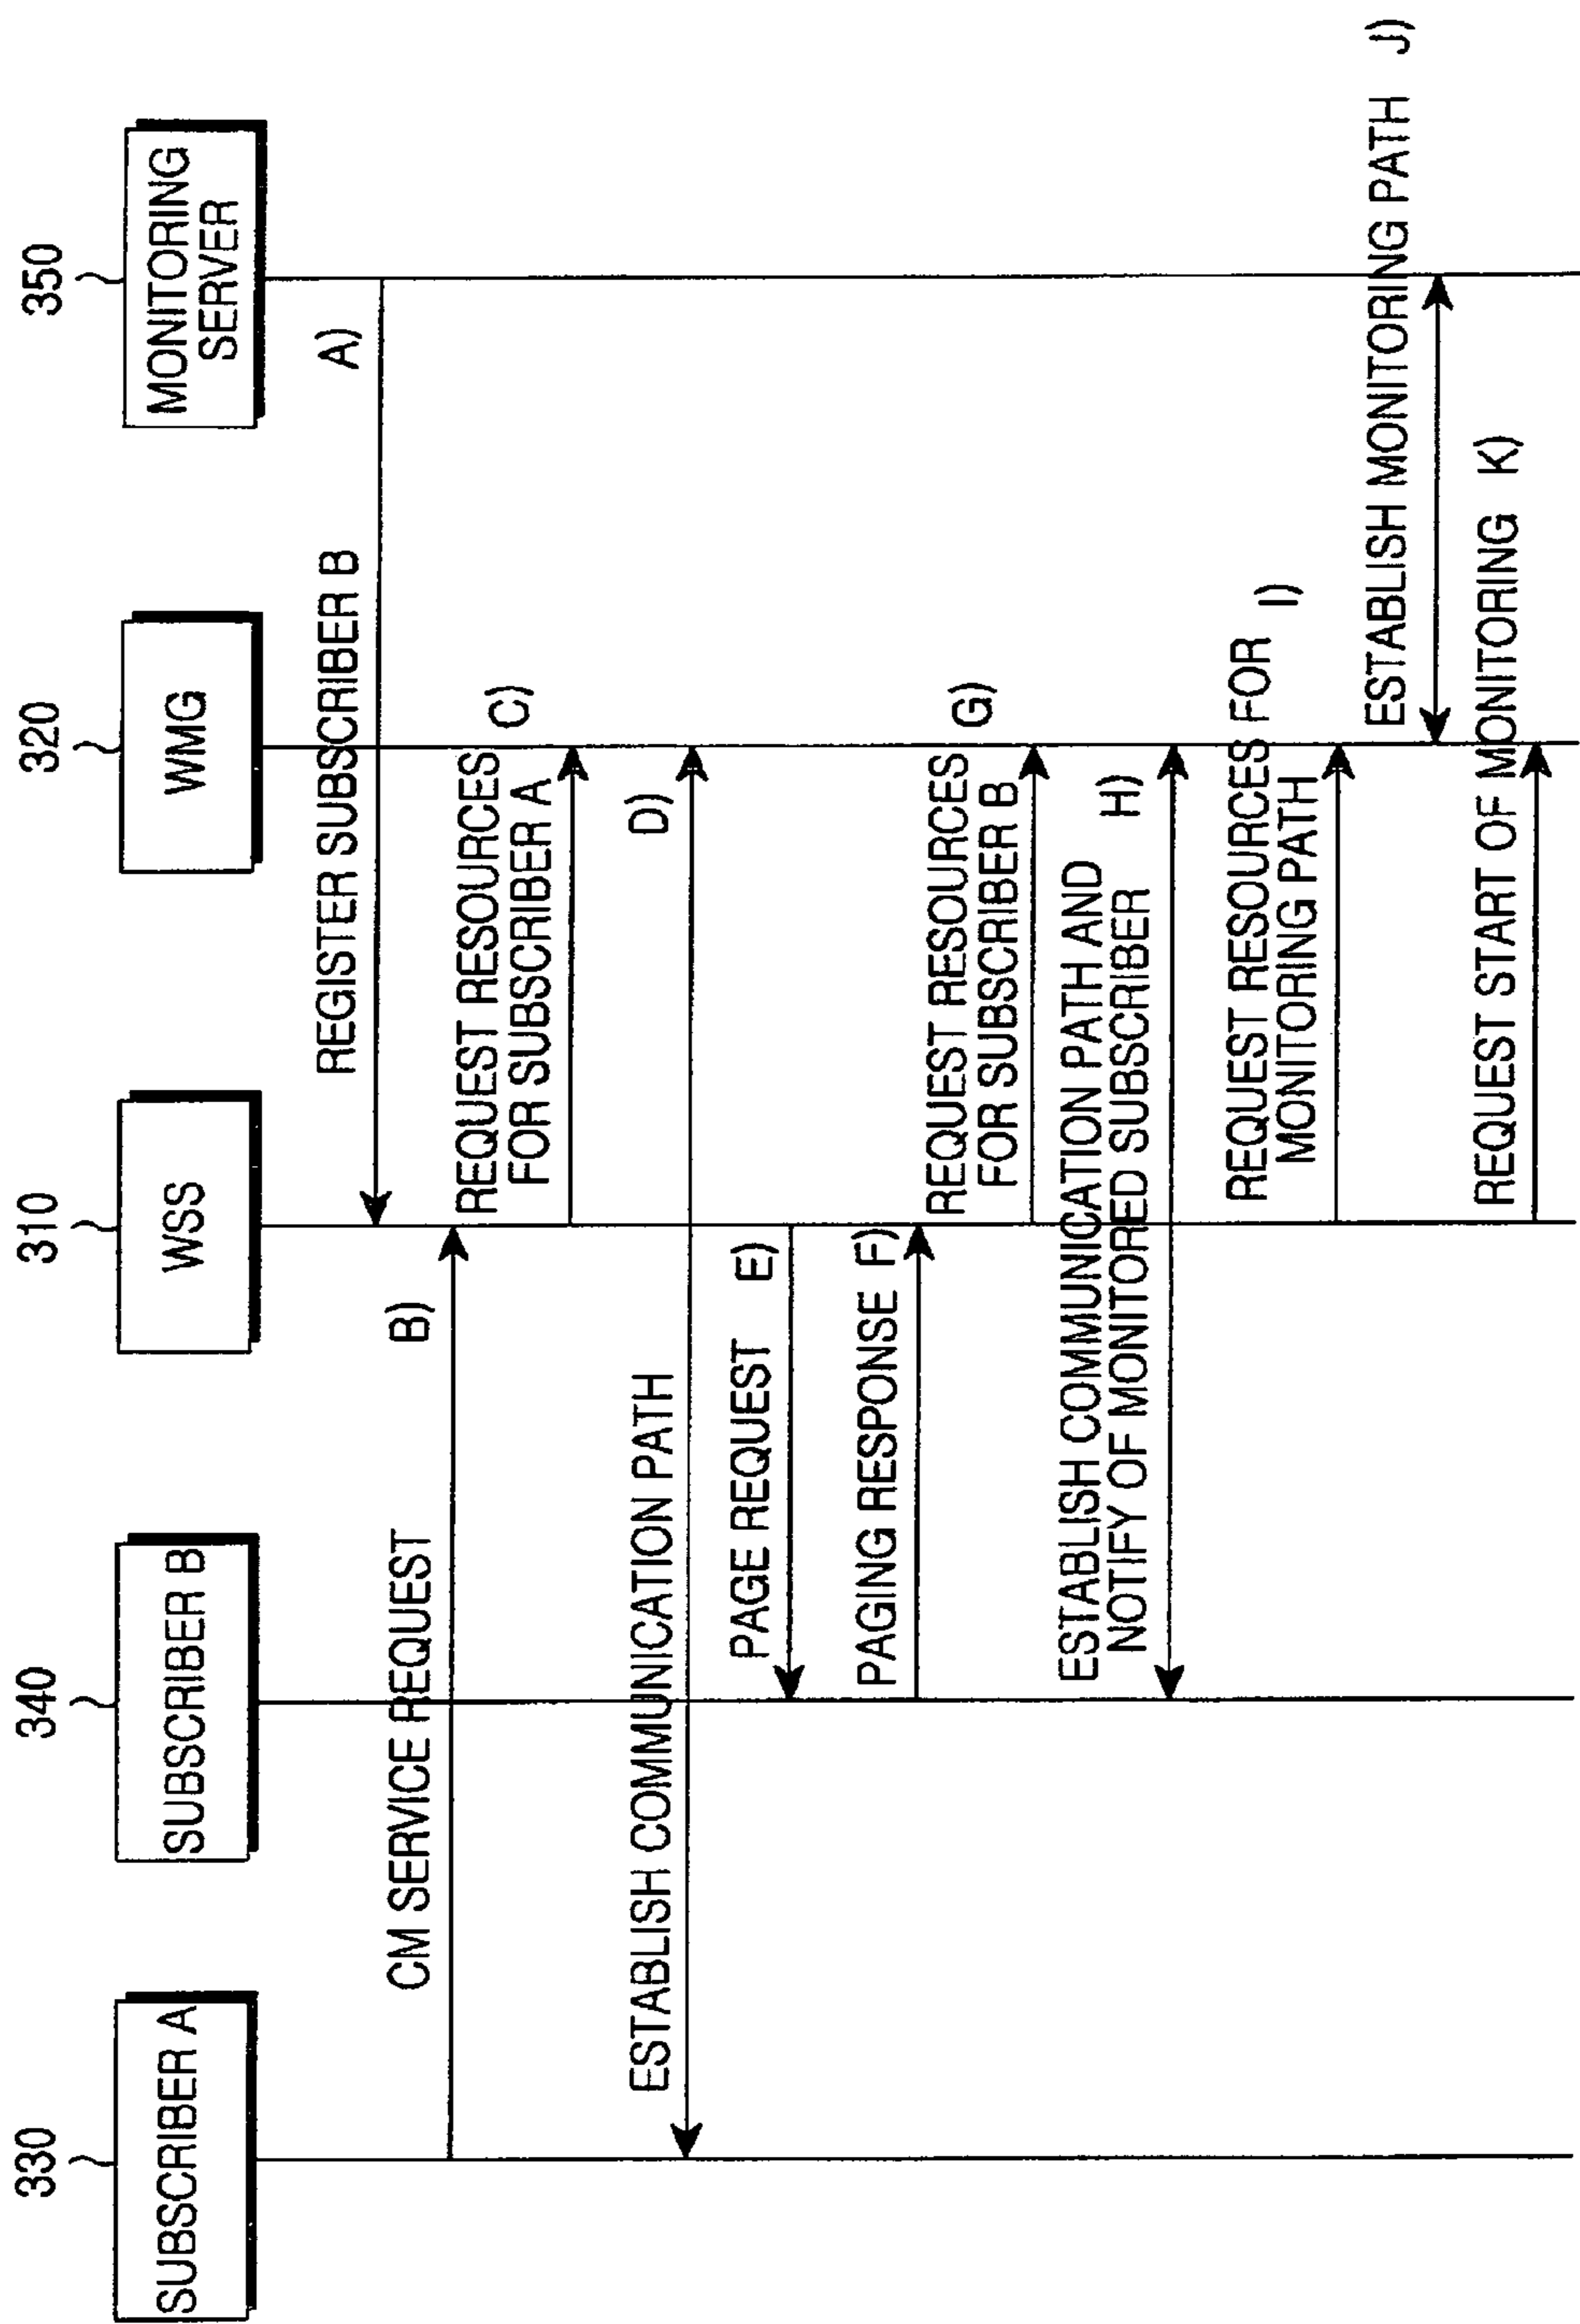 330
340
310
320
350
SUBSCRIBER A
SUBSCRIBER B
WSS
WMG
MONITORING
SERVER
REGISTER SUBSCRIBER B
A)
CM SERVICE REQUEST
B)
REQUEST RESOURCES
FOR SUBSCRIBER A
C)
ESTABLISH COMMUNICATION PATH
D)
PAGE REQUEST E)
PAGING RESPONSE F)
REQUEST RESOURCES
FOR SUBSCRIBER B
G)
ESTABLISH COMMUNICATION PATH AND
NOTIFY OF MONITORED SUBSCRIBER
H)
REQUEST RESOURCES FOR
MONITORING PATH
I)
ESTABLISH MONITORING PATH J)
REQUEST START OF MONITORING K)